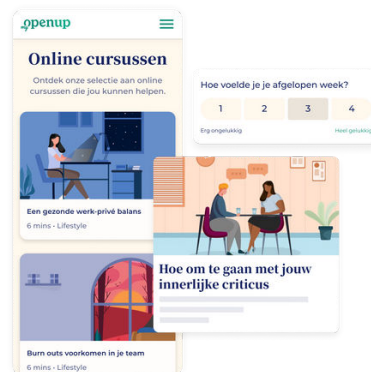 openup
Online cursussen
Ontdek onze selectie aan online
cursussen die jou kunnen helpen.
Een gezonde werk-privé balans
6 mins • Lifestyle
Burn outs voorkomen in je team
6 mins • Lifestyle
Hoe voelde je je afgelopen week?
1 2 3 4
Erg ongelukkig Heel gelukkig
Hoe om te gaan met jouw
innerlijke criticus